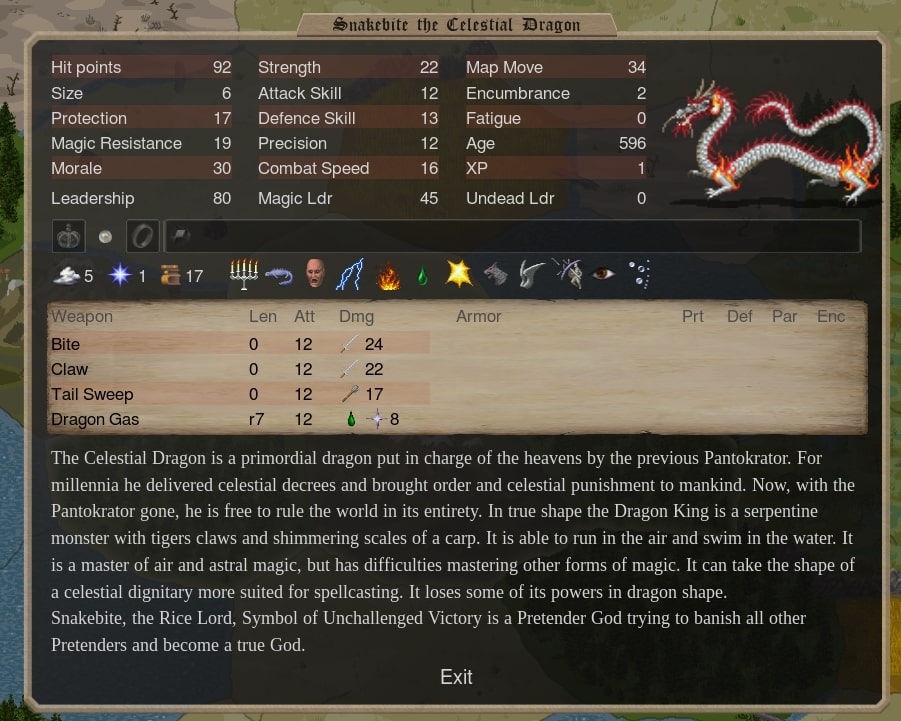 Snakebite the Celestial Dragon
Hit points 92 Strength 22 Map Move 34
Size 6 Attack Skill 12 Encumbrance 2
Protection 17 Defence Skill 13 Fatigue 0
Magic Resistance 19 Precision 12 Age 596
Morale 30 Combat Speed 16 XP 1
Leadership 80 Magic Ldr 45 Undead Ldr 0
5 1 17
Weapon Len Att Dmg Armor Prt Def Par Enc
Bite 0 12 24
Claw 0 12 22
Tail Sweep 0 12 17
Dragon Gas r7 12 8
The Celestial Dragon is a primordial dragon put in charge of the heavens by the previous Pantokrator. For
millennia he delivered celestial decrees and brought order and celestial punishment to mankind. Now, with the
Pantokrator gone, he is free to rule the world in its entirety. In true shape the Dragon King is a serpentine
monster with tigers claws and shimmering scales of a carp. It is able to run in the air and swim in the water. It
is a master of air and astral magic, but has difficulties mastering other forms of magic. It can take the shape of
a celestial dignitary more suited for spellcasting. It loses some of its powers in dragon shape.
Snakebite, the Rice Lord, Symbol of Unchallenged Victory is a Pretender God trying to banish all other
Pretenders and become a true God.
Exit